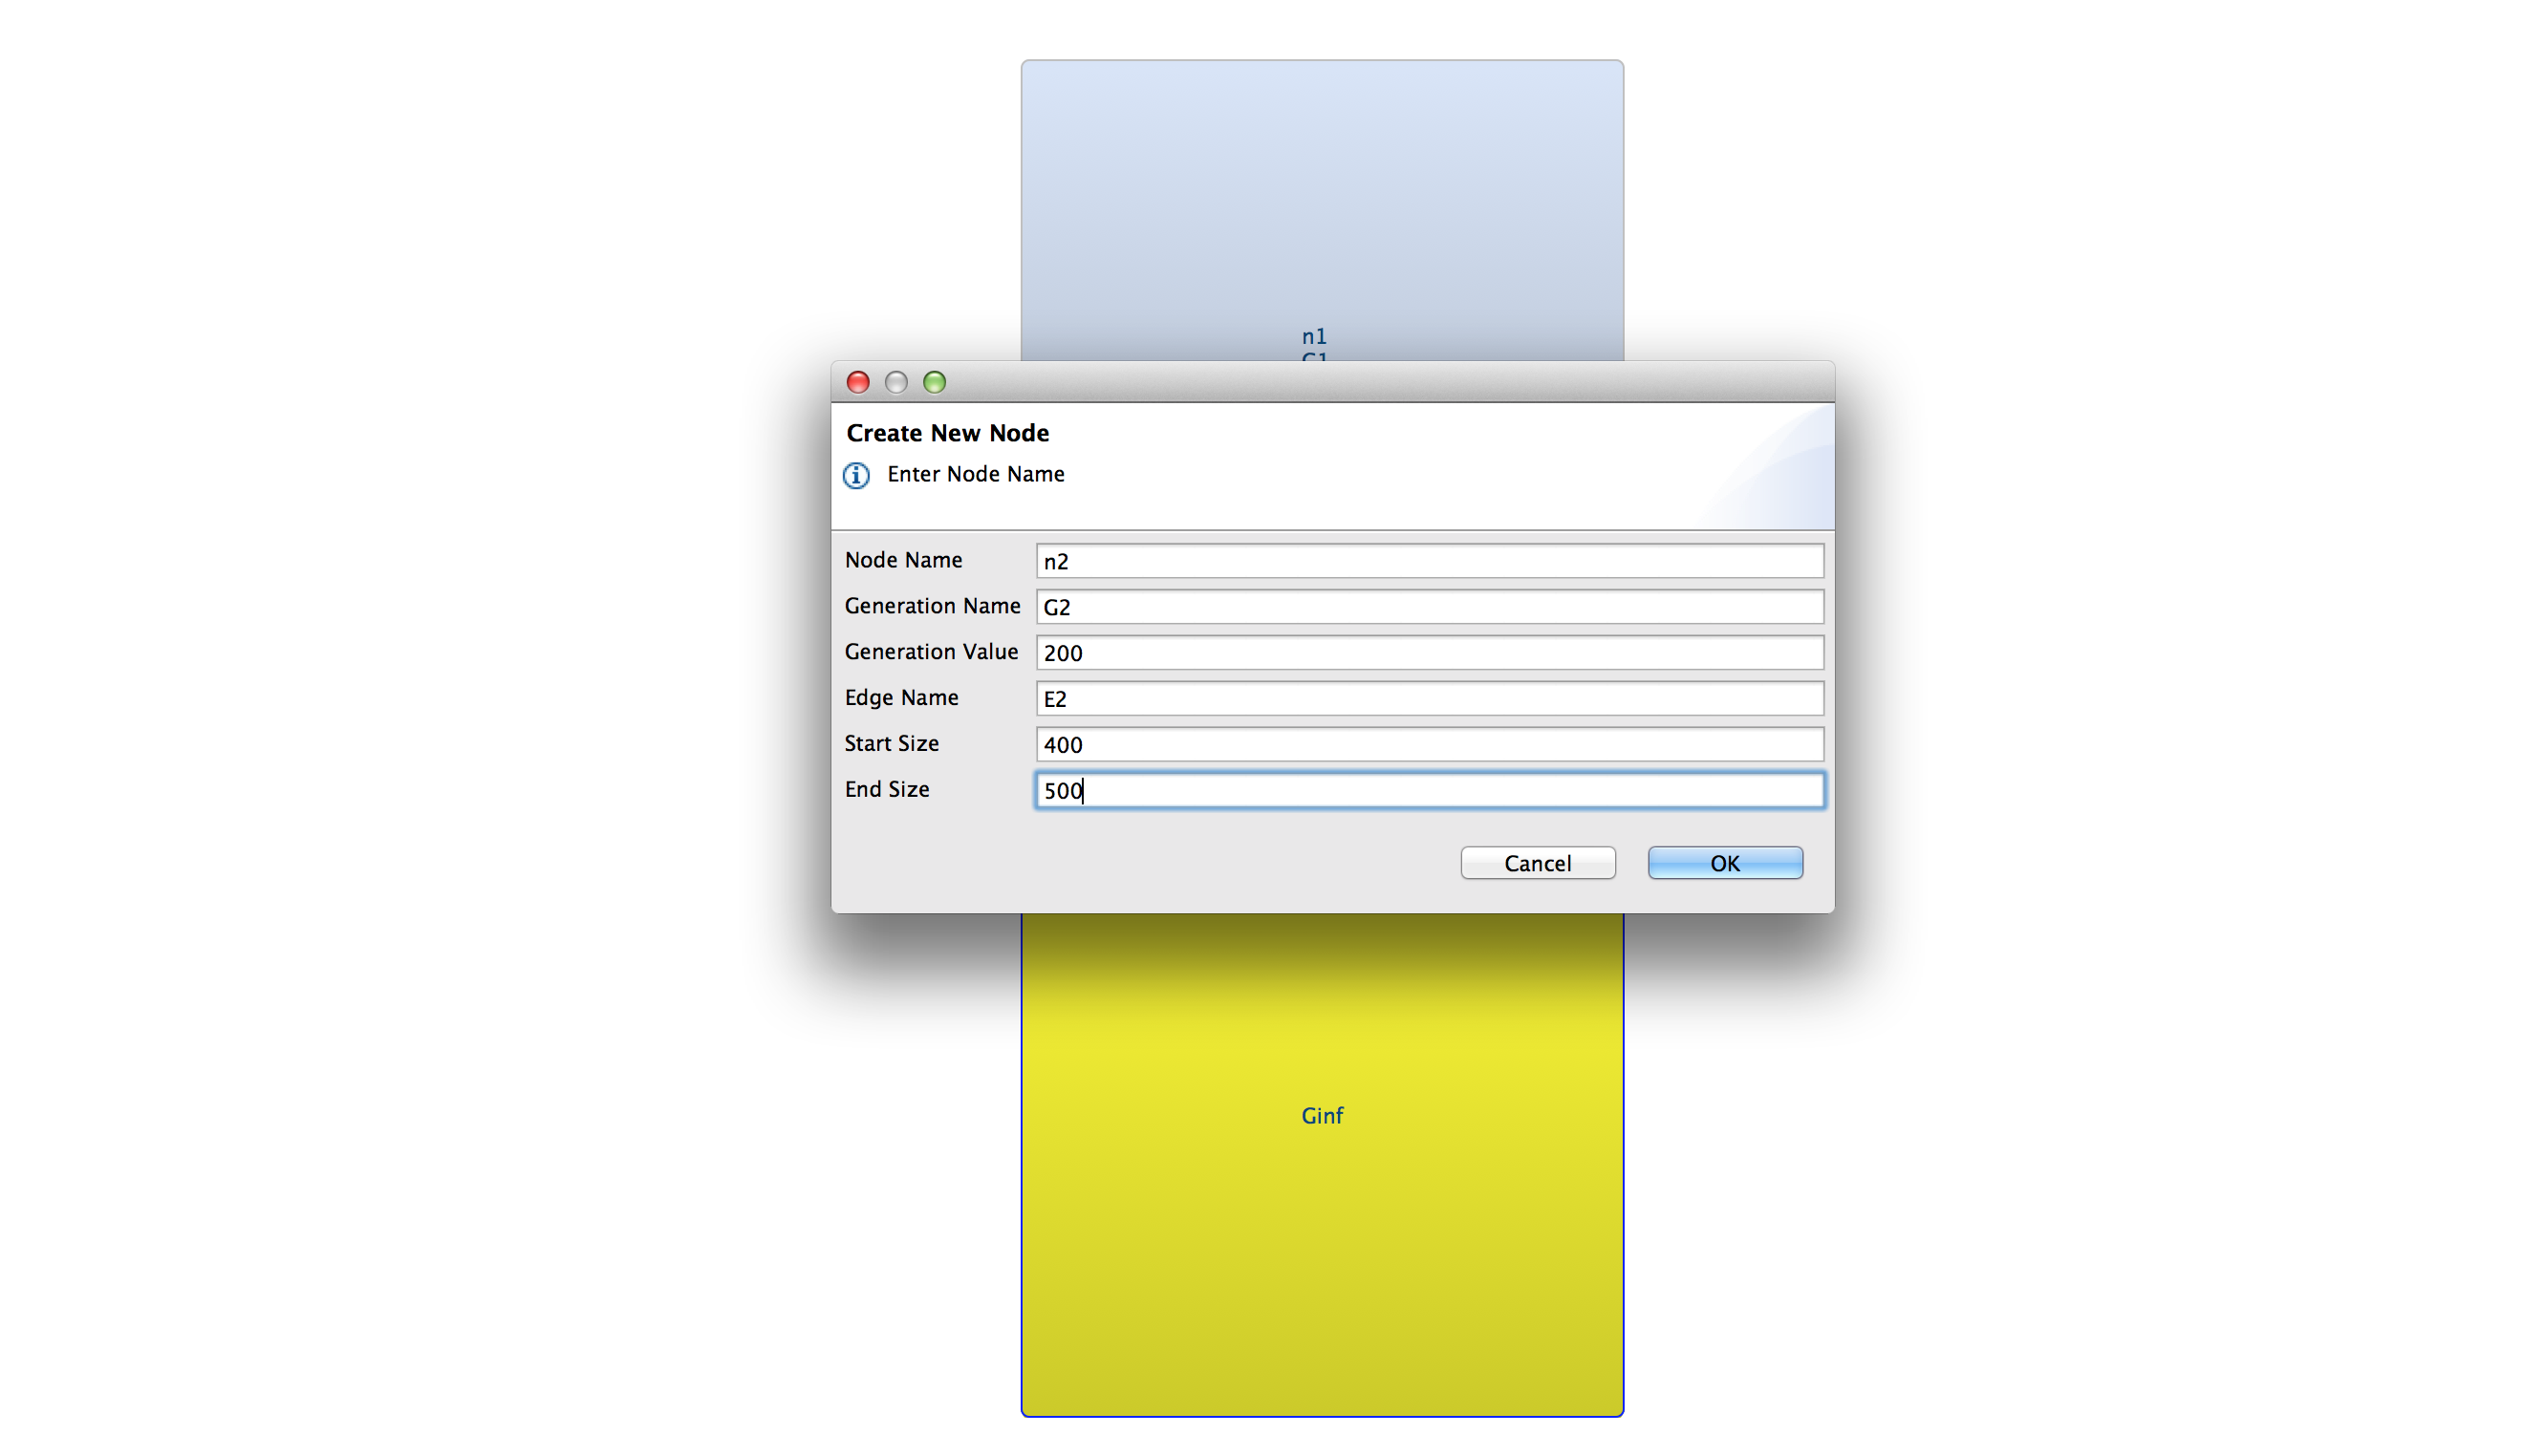 n1
G1
Create New Node
Enter Node Name
Node Name n2
Generation Name G2
Generation Value 200
Edge Name E2
Start Size 400
End Size 500
Cancel OK
Ginf